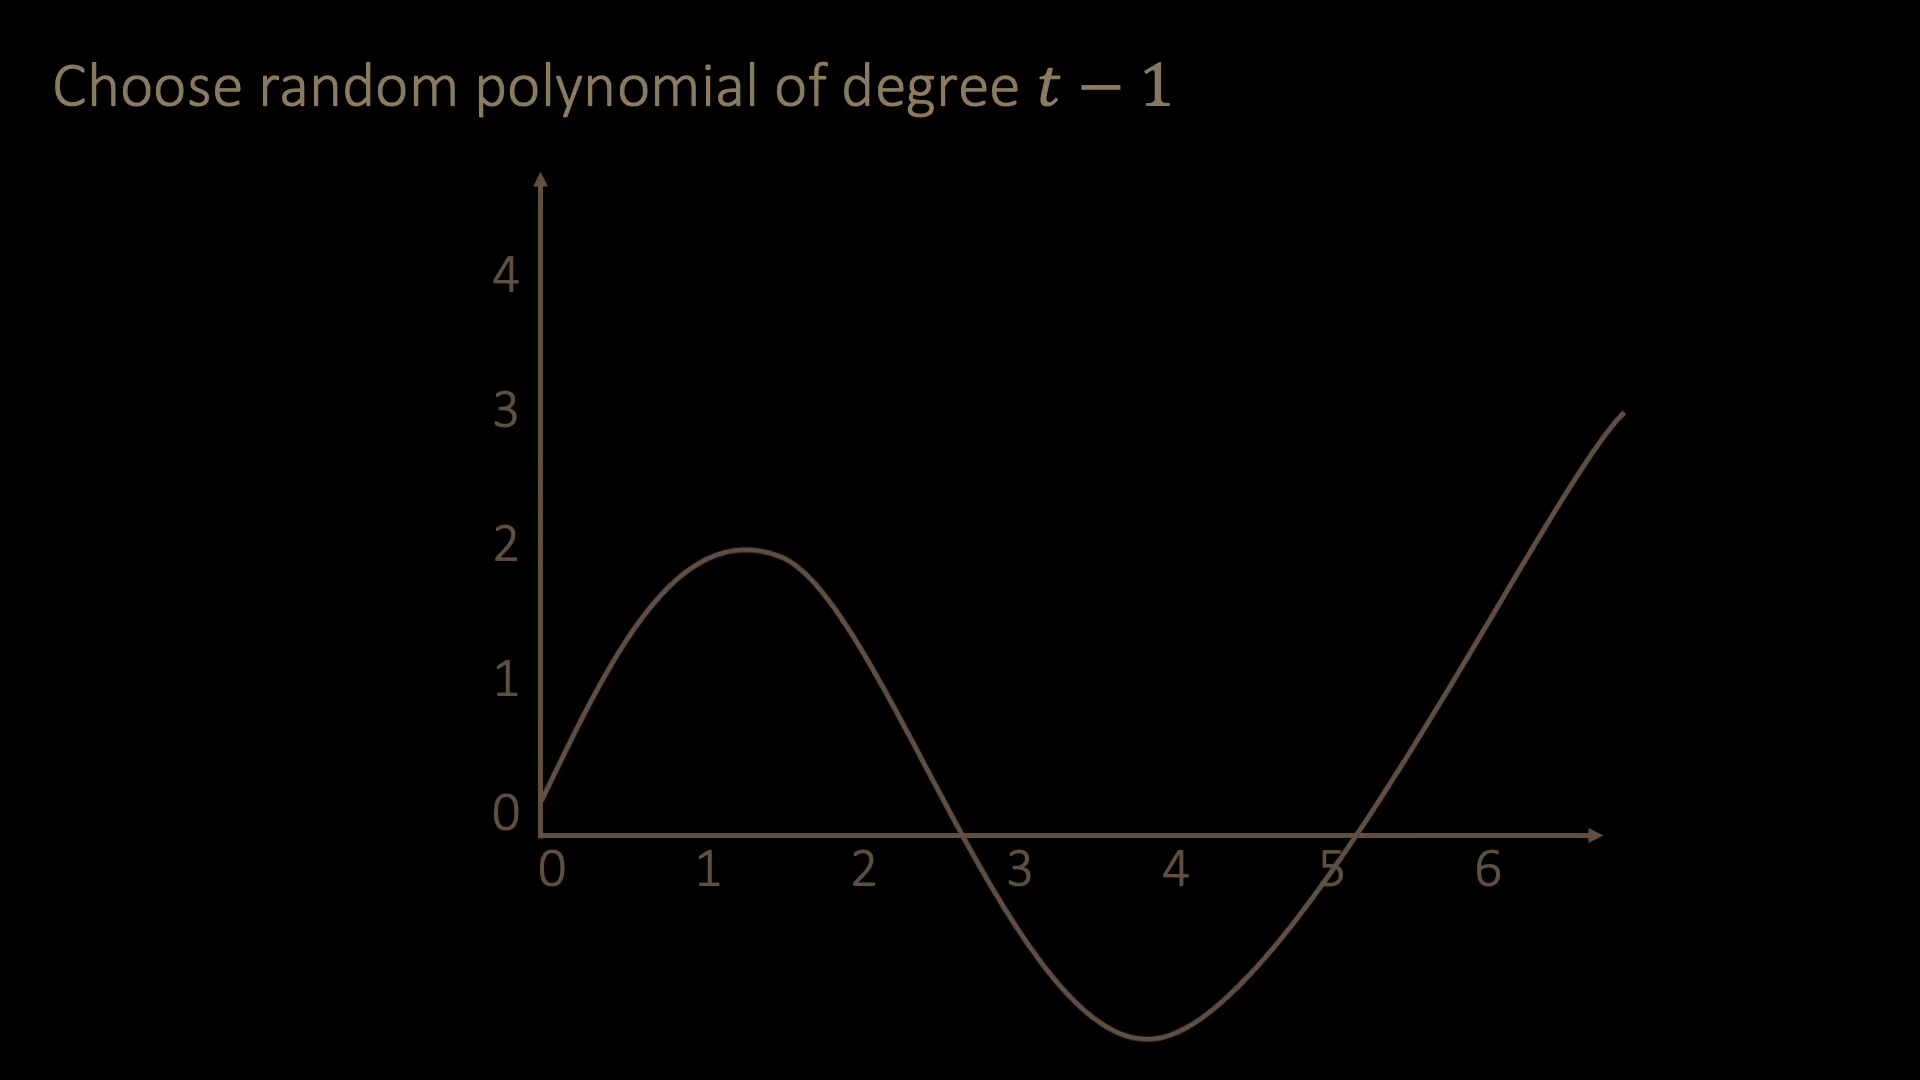 Choose random polynomial of degree t − 1
4
3
2
1
0
0 1 2 3 4 5 6